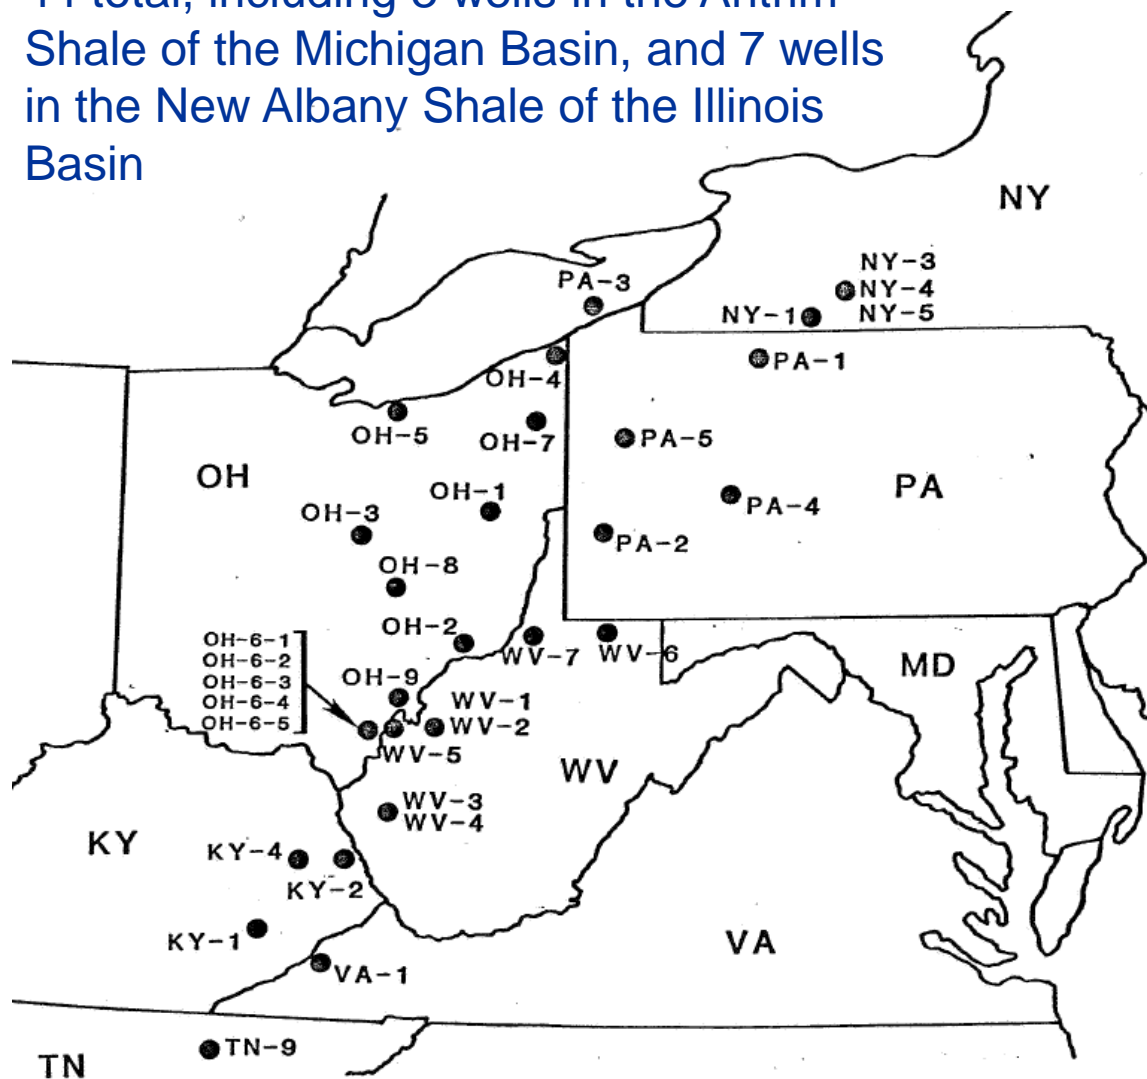 Shale of the Michigan Basin, and 7 wells
in the New Albany Shale of the Illinois
Basin
NY
NY-3
PA-3
NY-4
NY-1
NY-5
PA-1
OH-4
OH-5
OH-7
PA-5
OH
OH-1
PA
PA-4
OH-3
PA-2
OH-8
OH-2
OH-6-1
OH-6-2
OH-6-3
OH-6-4
OH-6-5
WV-7
WV-6
MD
OH-9
WV-1
WV-2
WV-5
WV
WV-3
WV-4
KY
KY-4
KY-2
KY-1
VA
VA-1
TN-9
TN